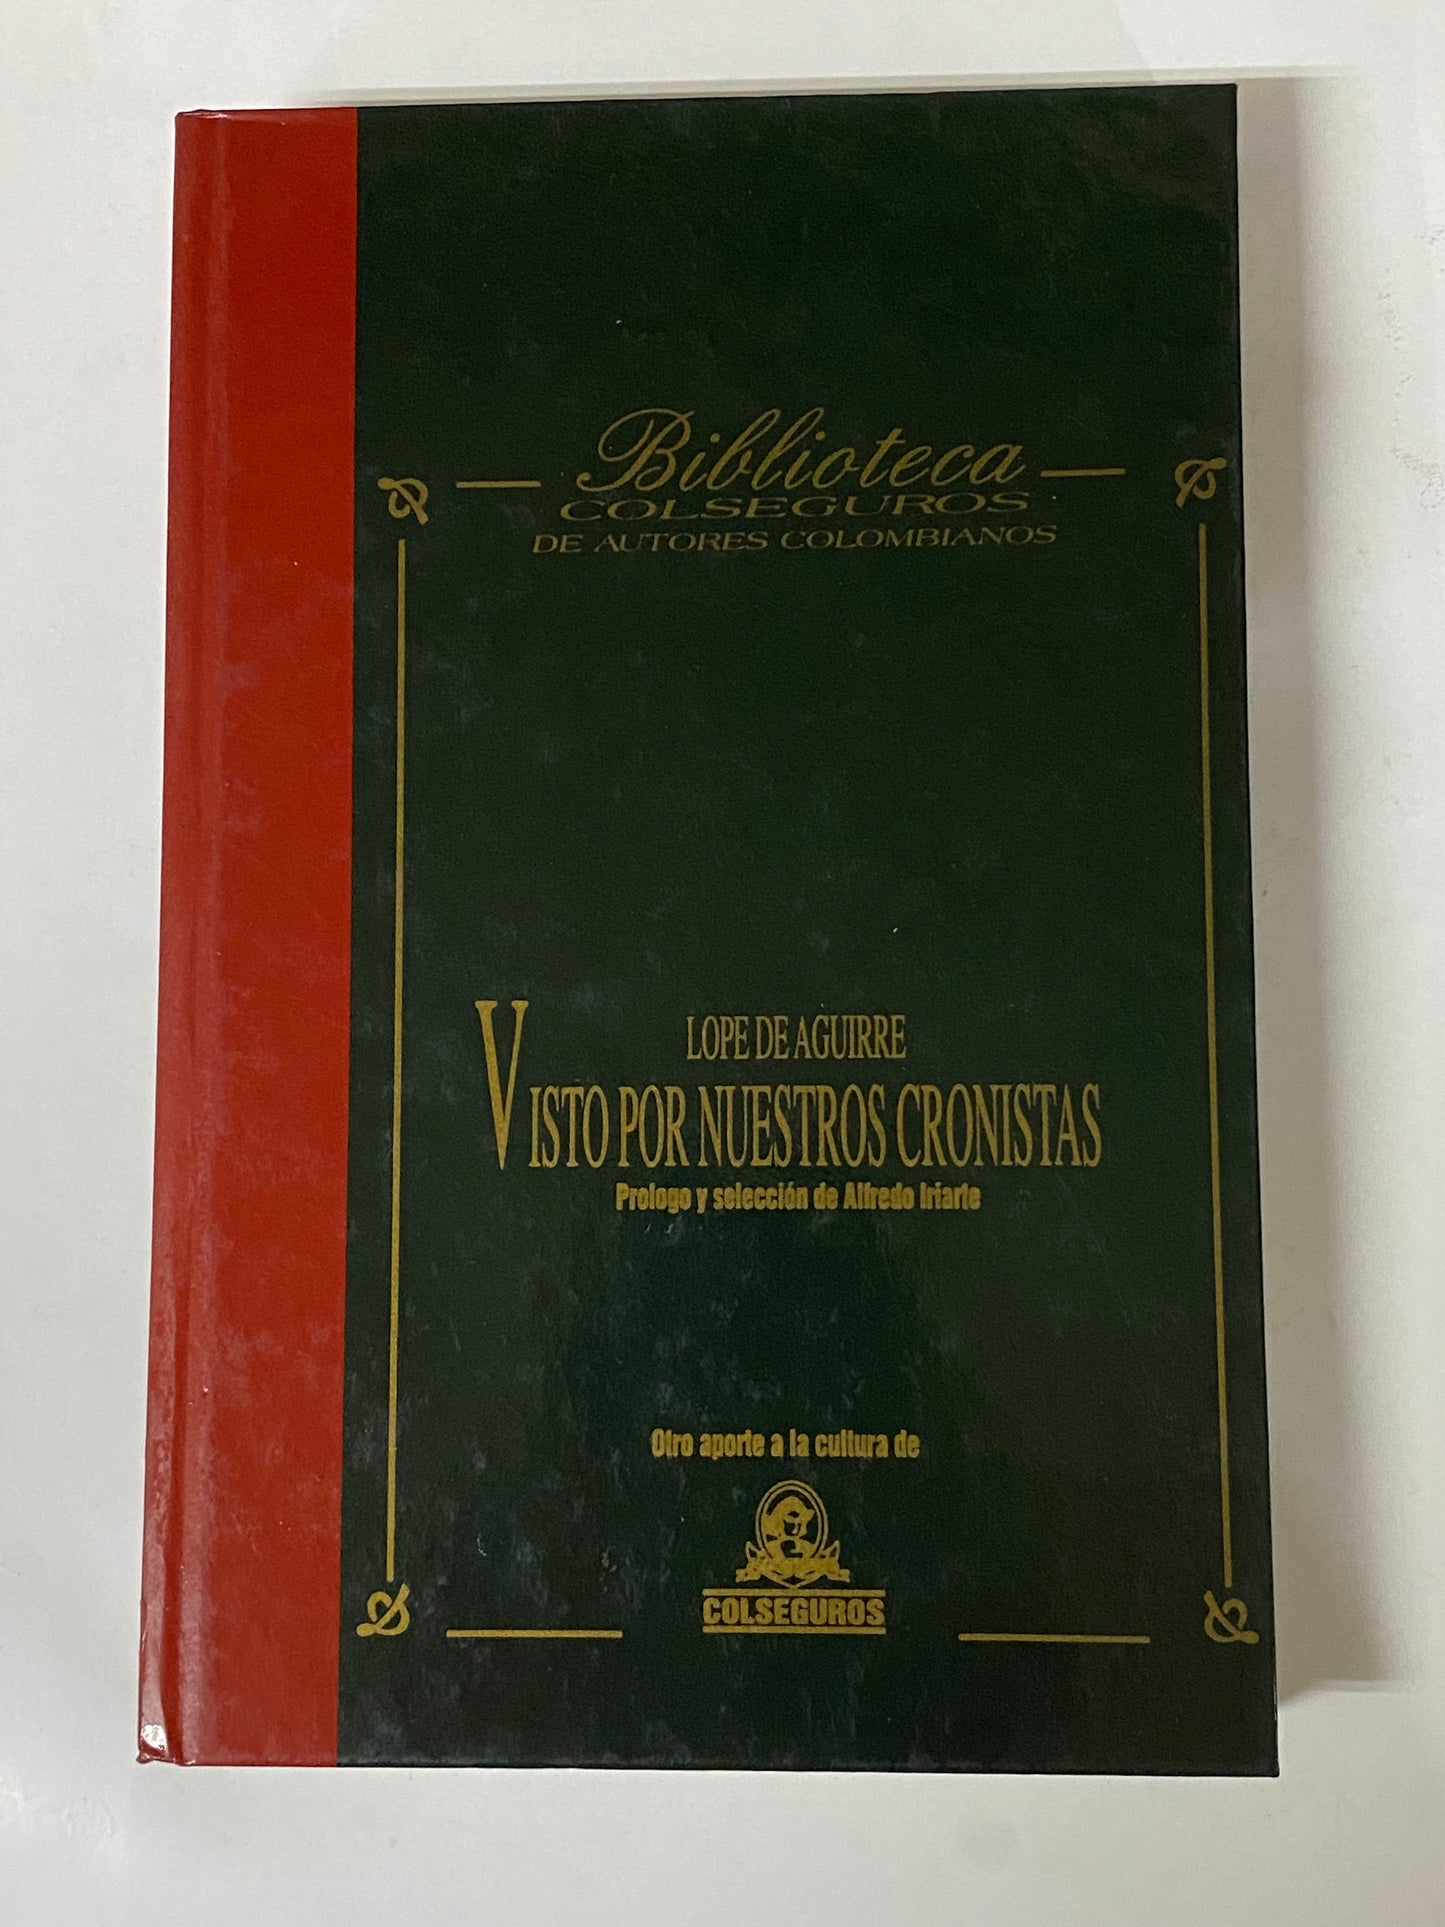 Biblioteca
COLSEGUROS
DE AUTORES COLOMBIANOS
LOPE DE AGUIRRE
VISTO POR NUESTROS CRONISTAS
Prologo y selección de Alfredo Iriarte
Otro aporte a la cultura de
COLSEGUROS